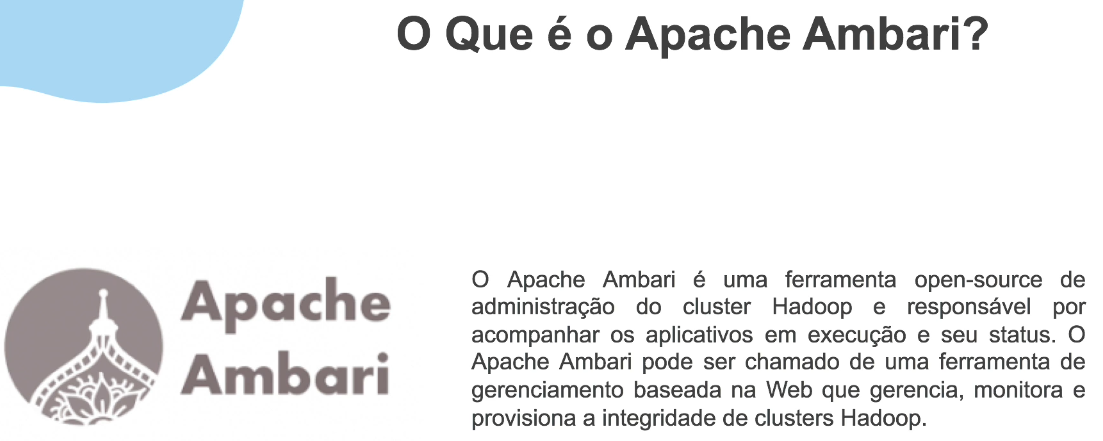 O Que é o Apache Ambari?
Apache
Ambari
O Apache Ambari é uma ferramenta open-source de
administração do cluster Hadoop e responsável por
acompanhar os aplicativos em execução e seu status. O
Apache Ambari pode ser chamado de uma ferramenta de
gerenciamento baseada na Web que gerencia, monitora e
provisiona a integridade de clusters Hadoop.